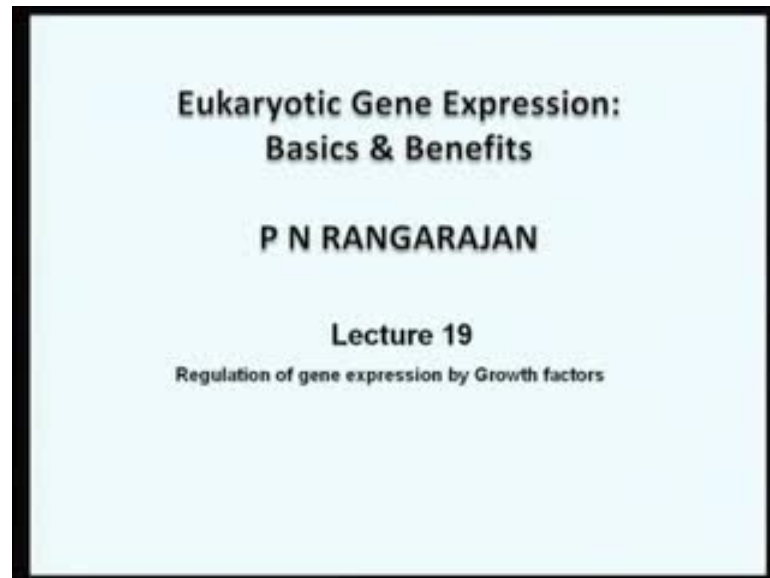 Eukaryotic Gene Expression:
Basics & Benefits
P N RANGARAJAN
Lecture 19
Regulation of gene expression by Growth factors